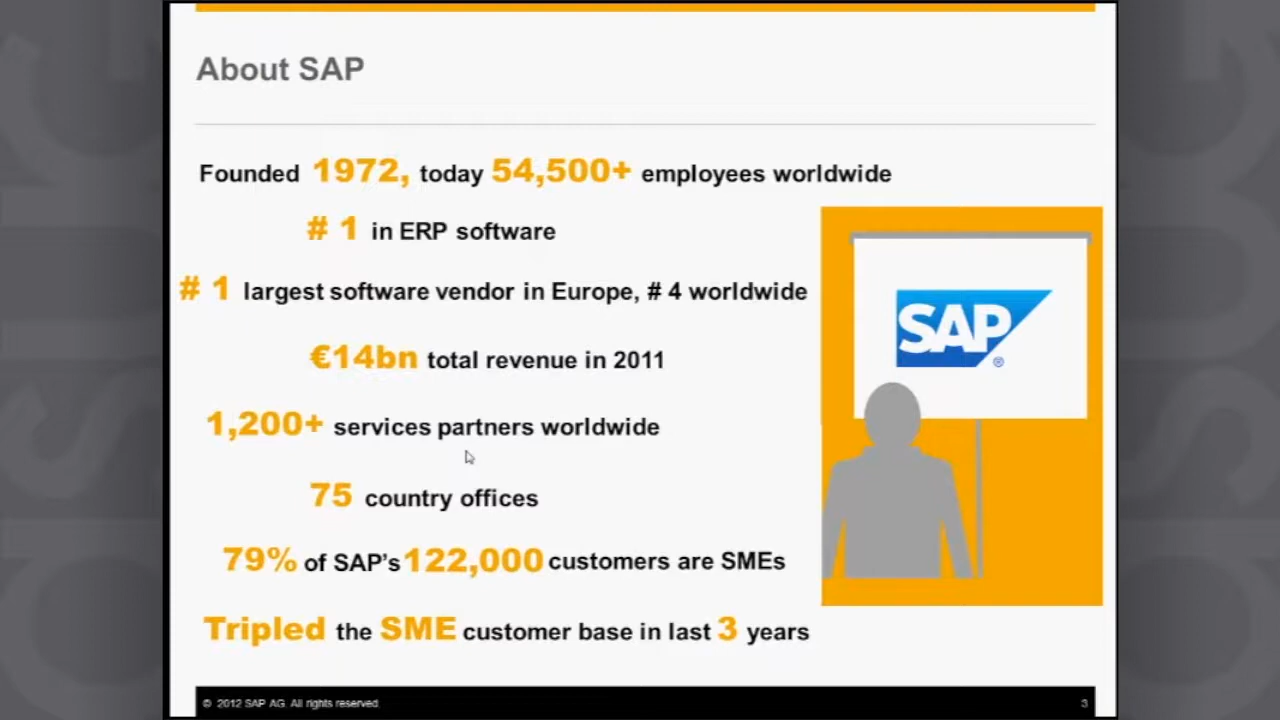 About SAP
Founded 1972, today 54,500+ employees worldwide
# 1 in ERP software
# 1 largest software vendor in Europe, # 4 worldwide
€14bn total revenue in 2011
1,200+ services partners worldwide
75 country offices
79% of SAP's 122,000 customers are SMEs
Tripled the SME customer base in last 3 years
SAP ®
© 2012 SAP AG. All rights reserved. 3